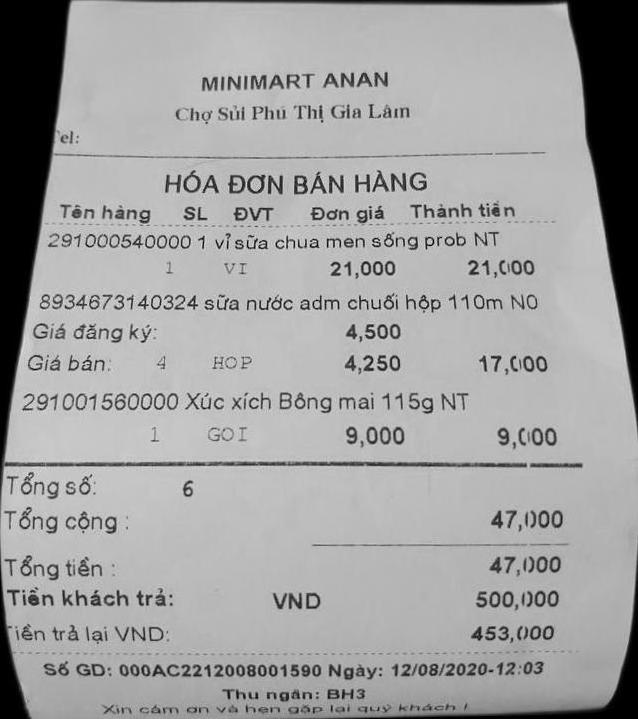 MINIMART ANAN
Chợ Sủi Phú Thị Gia Lâm
Tel:
HÓA ĐƠN BÁN HÀNG
Tên hàng SL ĐVT Đơn giá Thành tiền
291000540000 1 vỉ sữa chua men sống prob NT
1 VI 21,000 21,000
8934673140324 sữa nước adm chuối hộp 110m N0
Giá đăng ký: 4,500
Giá bán: 4 HOP 4,250 17,000
291001560000 Xúc xích Bông mai 115g NT
1 GOI 9,000 9,000
Tổng số: 6
Tổng cộng : 47,000
Tổng tiền : 47,000
Tiền khách trả: VND 500,000
Tiền trả lại VND: 453,000
Số GD: 000AC2212008001590 Ngày: 12/08/2020-12:03
Thu ngân: BH3
Xin cám ơn và hẹn gặp lại quý khách !